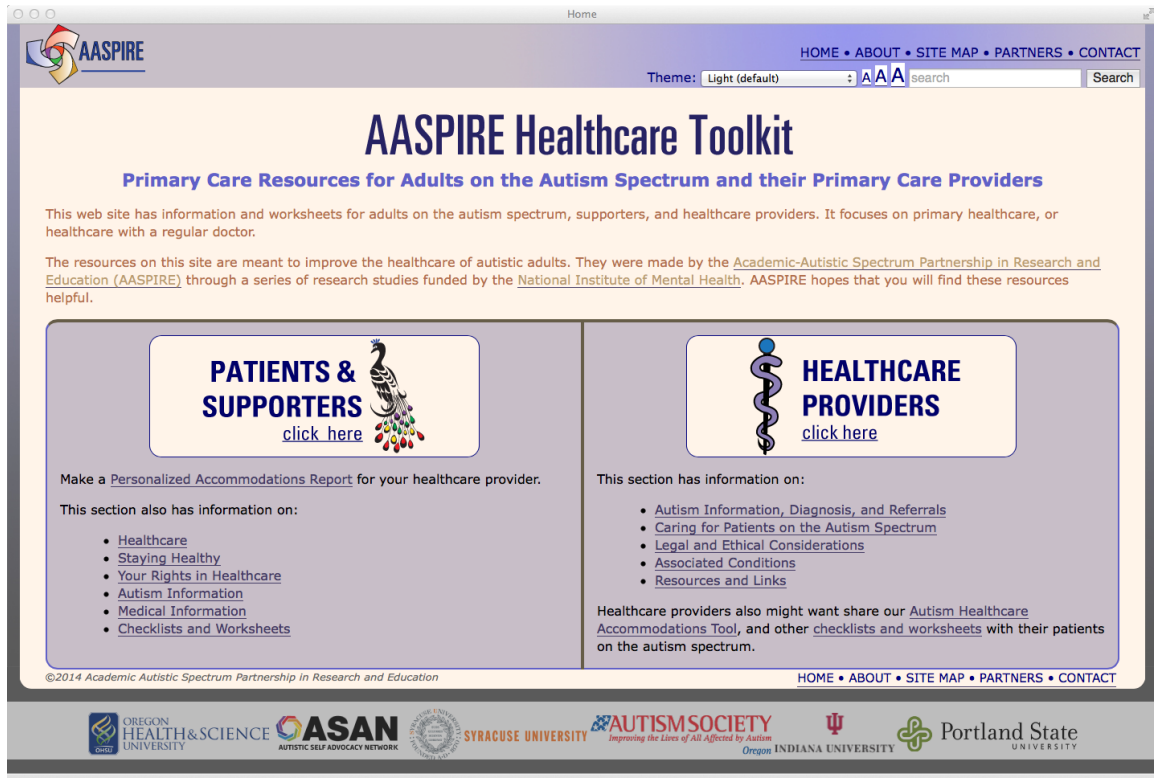 Home
AASPIRE
HOME • ABOUT • SITE MAP • PARTNERS • CONTACT
Theme: Light (default) A A A search Search
AASPIRE Healthcare Toolkit
Primary Care Resources for Adults on the Autism Spectrum and their Primary Care Providers
This web site has information and worksheets for adults on the autism spectrum, supporters, and healthcare providers. It focuses on primary healthcare, or
healthcare with a regular doctor.
The resources on this site are meant to improve the healthcare of autistic adults. They were made by the Academic-Autistic Spectrum Partnership in Research and
Education (AASPIRE) through a series of research studies funded by the National Institute of Mental Health. AASPIRE hopes that you will find these resources
helpful.
PATIENTS &
SUPPORTERS
click here
Make a Personalized Accommodations Report for your healthcare provider.
This section also has information on:
• Healthcare
• Staying Healthy
• Your Rights in Healthcare
• Autism Information
• Medical Information
• Checklists and Worksheets
HEALTHCARE
PROVIDERS
click here
This section has information on:
• Autism Information, Diagnosis, and Referrals
• Caring for Patients on the Autism Spectrum
• Legal and Ethical Considerations
• Associated Conditions
• Resources and Links
Healthcare providers also might want share our Autism Healthcare
Accommodations Tool, and other checklists and worksheets with their patients
on the autism spectrum.
©2014 Academic Autistic Spectrum Partnership in Research and Education
HOME • ABOUT • SITE MAP • PARTNERS • CONTACT
OHSU
OREGON
HEALTH & SCIENCE
UNIVERSITY
ASAN
AUTISTIC SELF ADVOCACY NETWORK
SYRACUSE UNIVERSITY
AUTISM SOCIETY
Improving the Lives of All Affected by Autism
Oregon
INDIANA UNIVERSITY
Portland State
UNIVERSITY